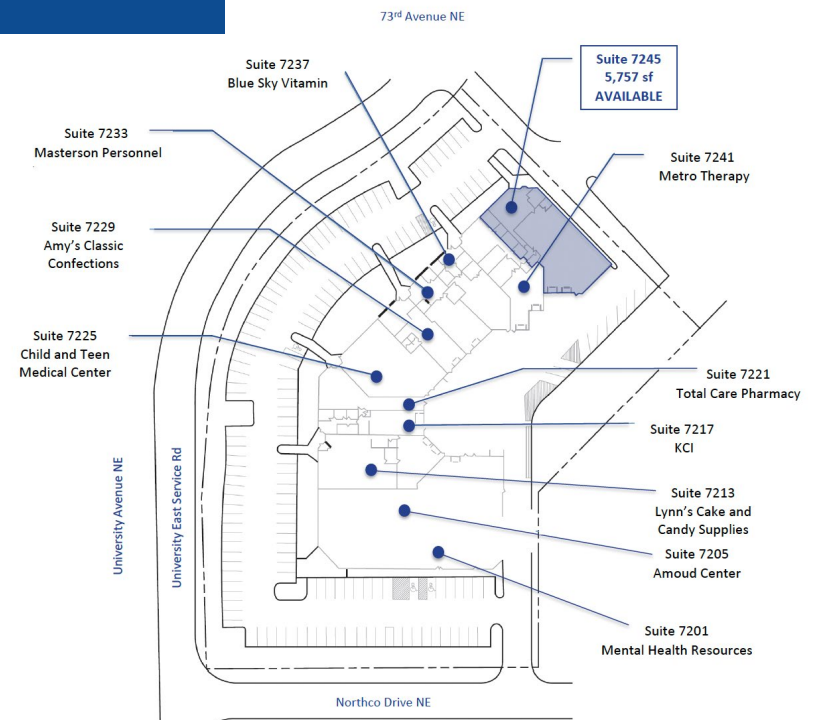 73rd Avenue NE
Suite 7237
Blue Sky Vitamin
Suite 7245
5,757 sf
AVAILABLE
Suite 7233
Masterson Personnel
Suite 7241
Metro Therapy
Suite 7229
Amy's Classic
Confections
Suite 7225
Child and Teen
Medical Center
Suite 7221
Total Care Pharmacy
Suite 7217
KCI
Suite 7213
Lynn's Cake and
Candy Supplies
Suite 7205
Amoud Center
Suite 7201
Mental Health Resources
University Avenue NE
University East Service Rd
Northco Drive NE